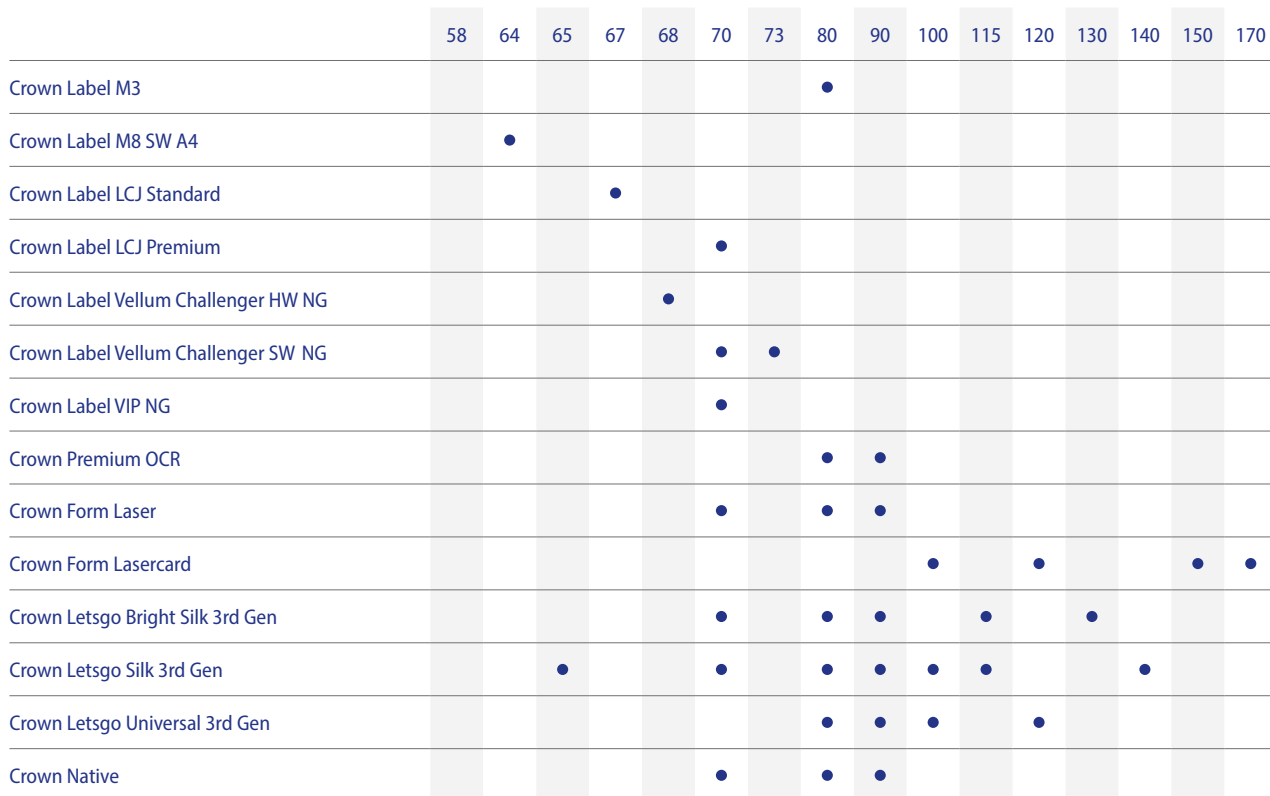 58 64 65 67 68 70 73 80 90 100 115 120 130 140 150 170
Crown Label M3 •
Crown Label M8 SW A4 •
Crown Label LCJ Standard •
Crown Label LCJ Premium •
Crown Label Vellum Challenger HW NG •
Crown Label Vellum Challenger SW NG • •
Crown Label VIP NG •
Crown Premium OCR • •
Crown Form Laser • • •
Crown Form Lasercard • • • •
Crown Letsgo Bright Silk 3rd Gen • • • • •
Crown Letsgo Silk 3rd Gen • • • • • • •
Crown Letsgo Universal 3rd Gen • • • •
Crown Native • • •